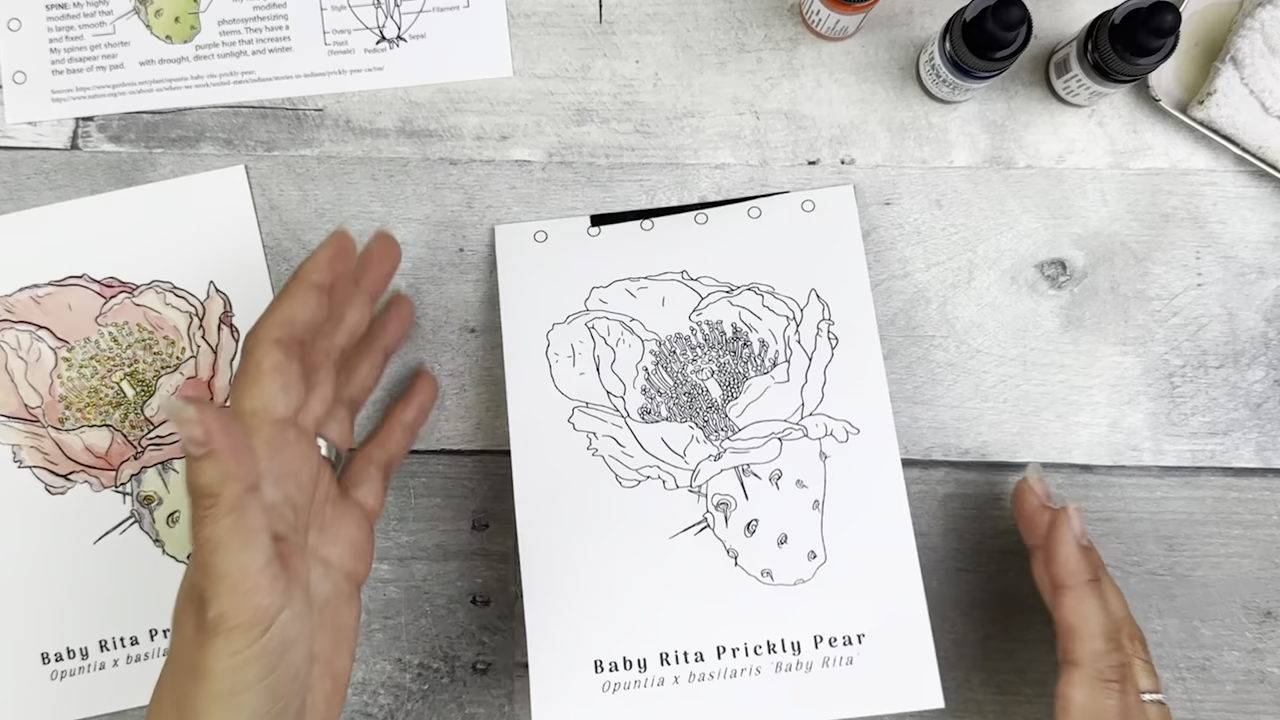 SPINE: My highly
modified leaf that
Is large, smooth
and fixed.
My spines get shorter
and disapear near
the base of my pad.
modified
photosynthesizing
stems. They have a
purple hue that increases
with drought, direct sunlight, and winter.
Style
Ovary
Pistil
(female)
Pedicel
Sepal
Filament
Baby Rita Pr
Opuntia x basila
Baby Rita Prickly Pear
Opuntia x basilaris 'Baby Rita'